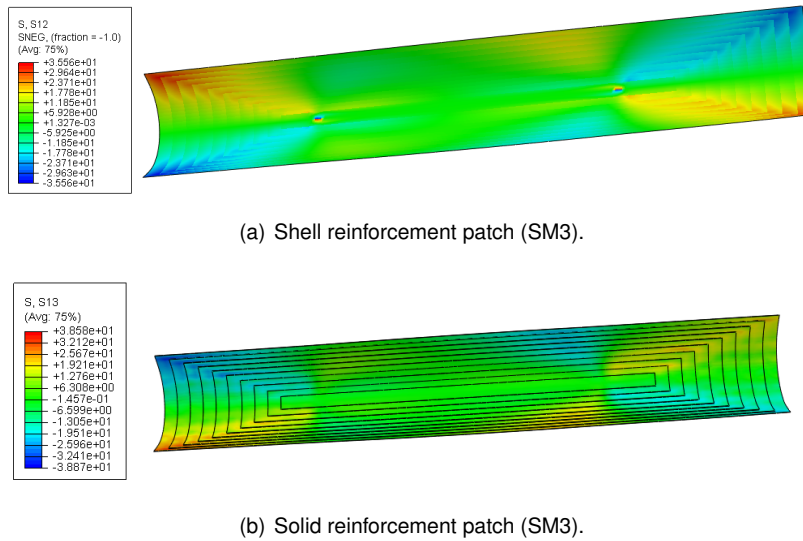 S, S12
SNEG, (fraction = -1.0)
(Avg: 75%)
+3.556e+01
+2.964e+01
+2.371e+01
+1.778e+01
+1.185e+01
+5.928e+00
+1.327e-03
-5.925e+00
-1.185e+01
-1.778e+01
-2.371e+01
-2.963e+01
-3.556e+01
(a) Shell reinforcement patch (SM3).
S, S13
(Avg: 75%)
+3.858e+01
+3.212e+01
+2.567e+01
+1.921e+01
+1.276e+01
+6.308e+00
-1.457e-01
-6.599e+00
-1.305e+01
-1.951e+01
-2.596e+01
-3.241e+01
-3.887e+01
(b) Solid reinforcement patch (SM3).